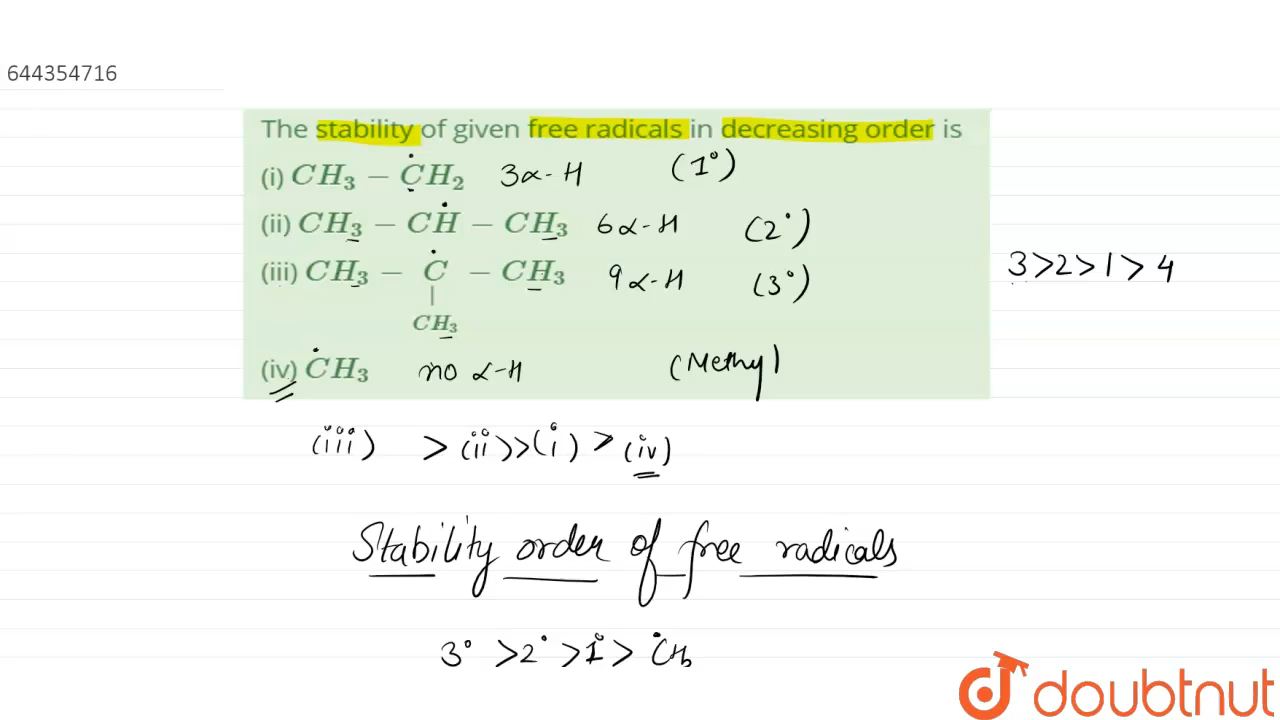 644354716
The stability of given free radicals in decreasing order is
(i) CH₃ − ĊH₂ 3α-H (1°)
(ii) CH₃ − CḢ − CH₃ 6α-H (2°)
(iii) CH₃ − Ċ − CH₃ 9α-H (3°)
|
CH₃
3>2>1>4
(iv) ĊH₃ no α-H (Methyl)
(iii) > (ii)>>(i) > (iv)
Stability order of free radicals
3° >2° >1° > ĊH₃
doubtnut